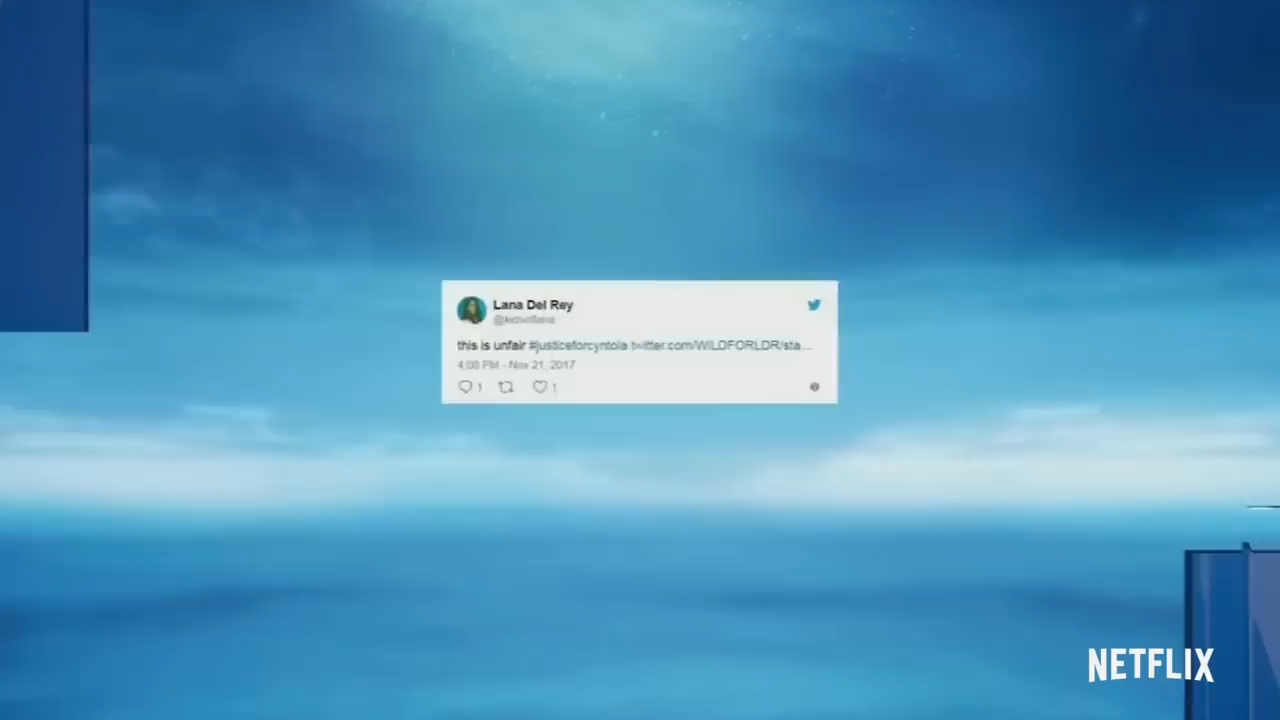 Lana Del Rey
this is unfair #justiceforcyntoia twitter.com/WILDFORLDR/sta...
4:08 PM - Nov 21, 2017
1 1
NETFLIX